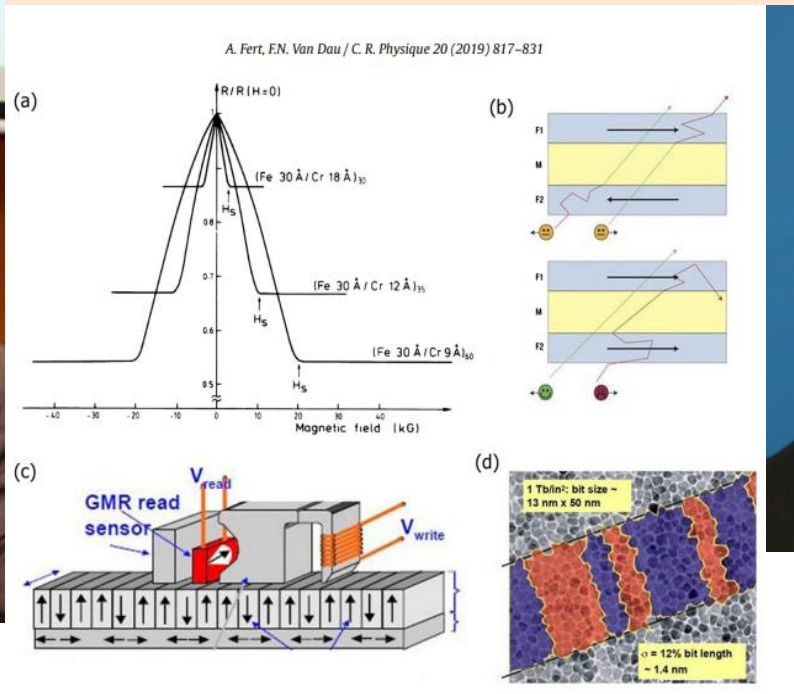 A. Fert, F.N. Van Dau / C. R. Physique 20 (2019) 817–831
(a)
R/R(H=0)
1
(Fe 30 Å/Cr 18 Å)30
Hs
0.8
0.7
(Fe 30 Å/Cr 12 Å)35
Hs
0.6
(Fe 30 Å/Cr 9 Å)60
Hs
0.5
-40 -30 -20 -10 0 10 20 30 40
Magnetic field (kG)
(b)
F1
M
F2
F1
M
F2
(c)
Vread
GMR read
sensor
Vwrite
(d)
1 Tb/in²: bit size ~
13 nm x 50 nm
σ = 12% bit length
~ 1.4 nm